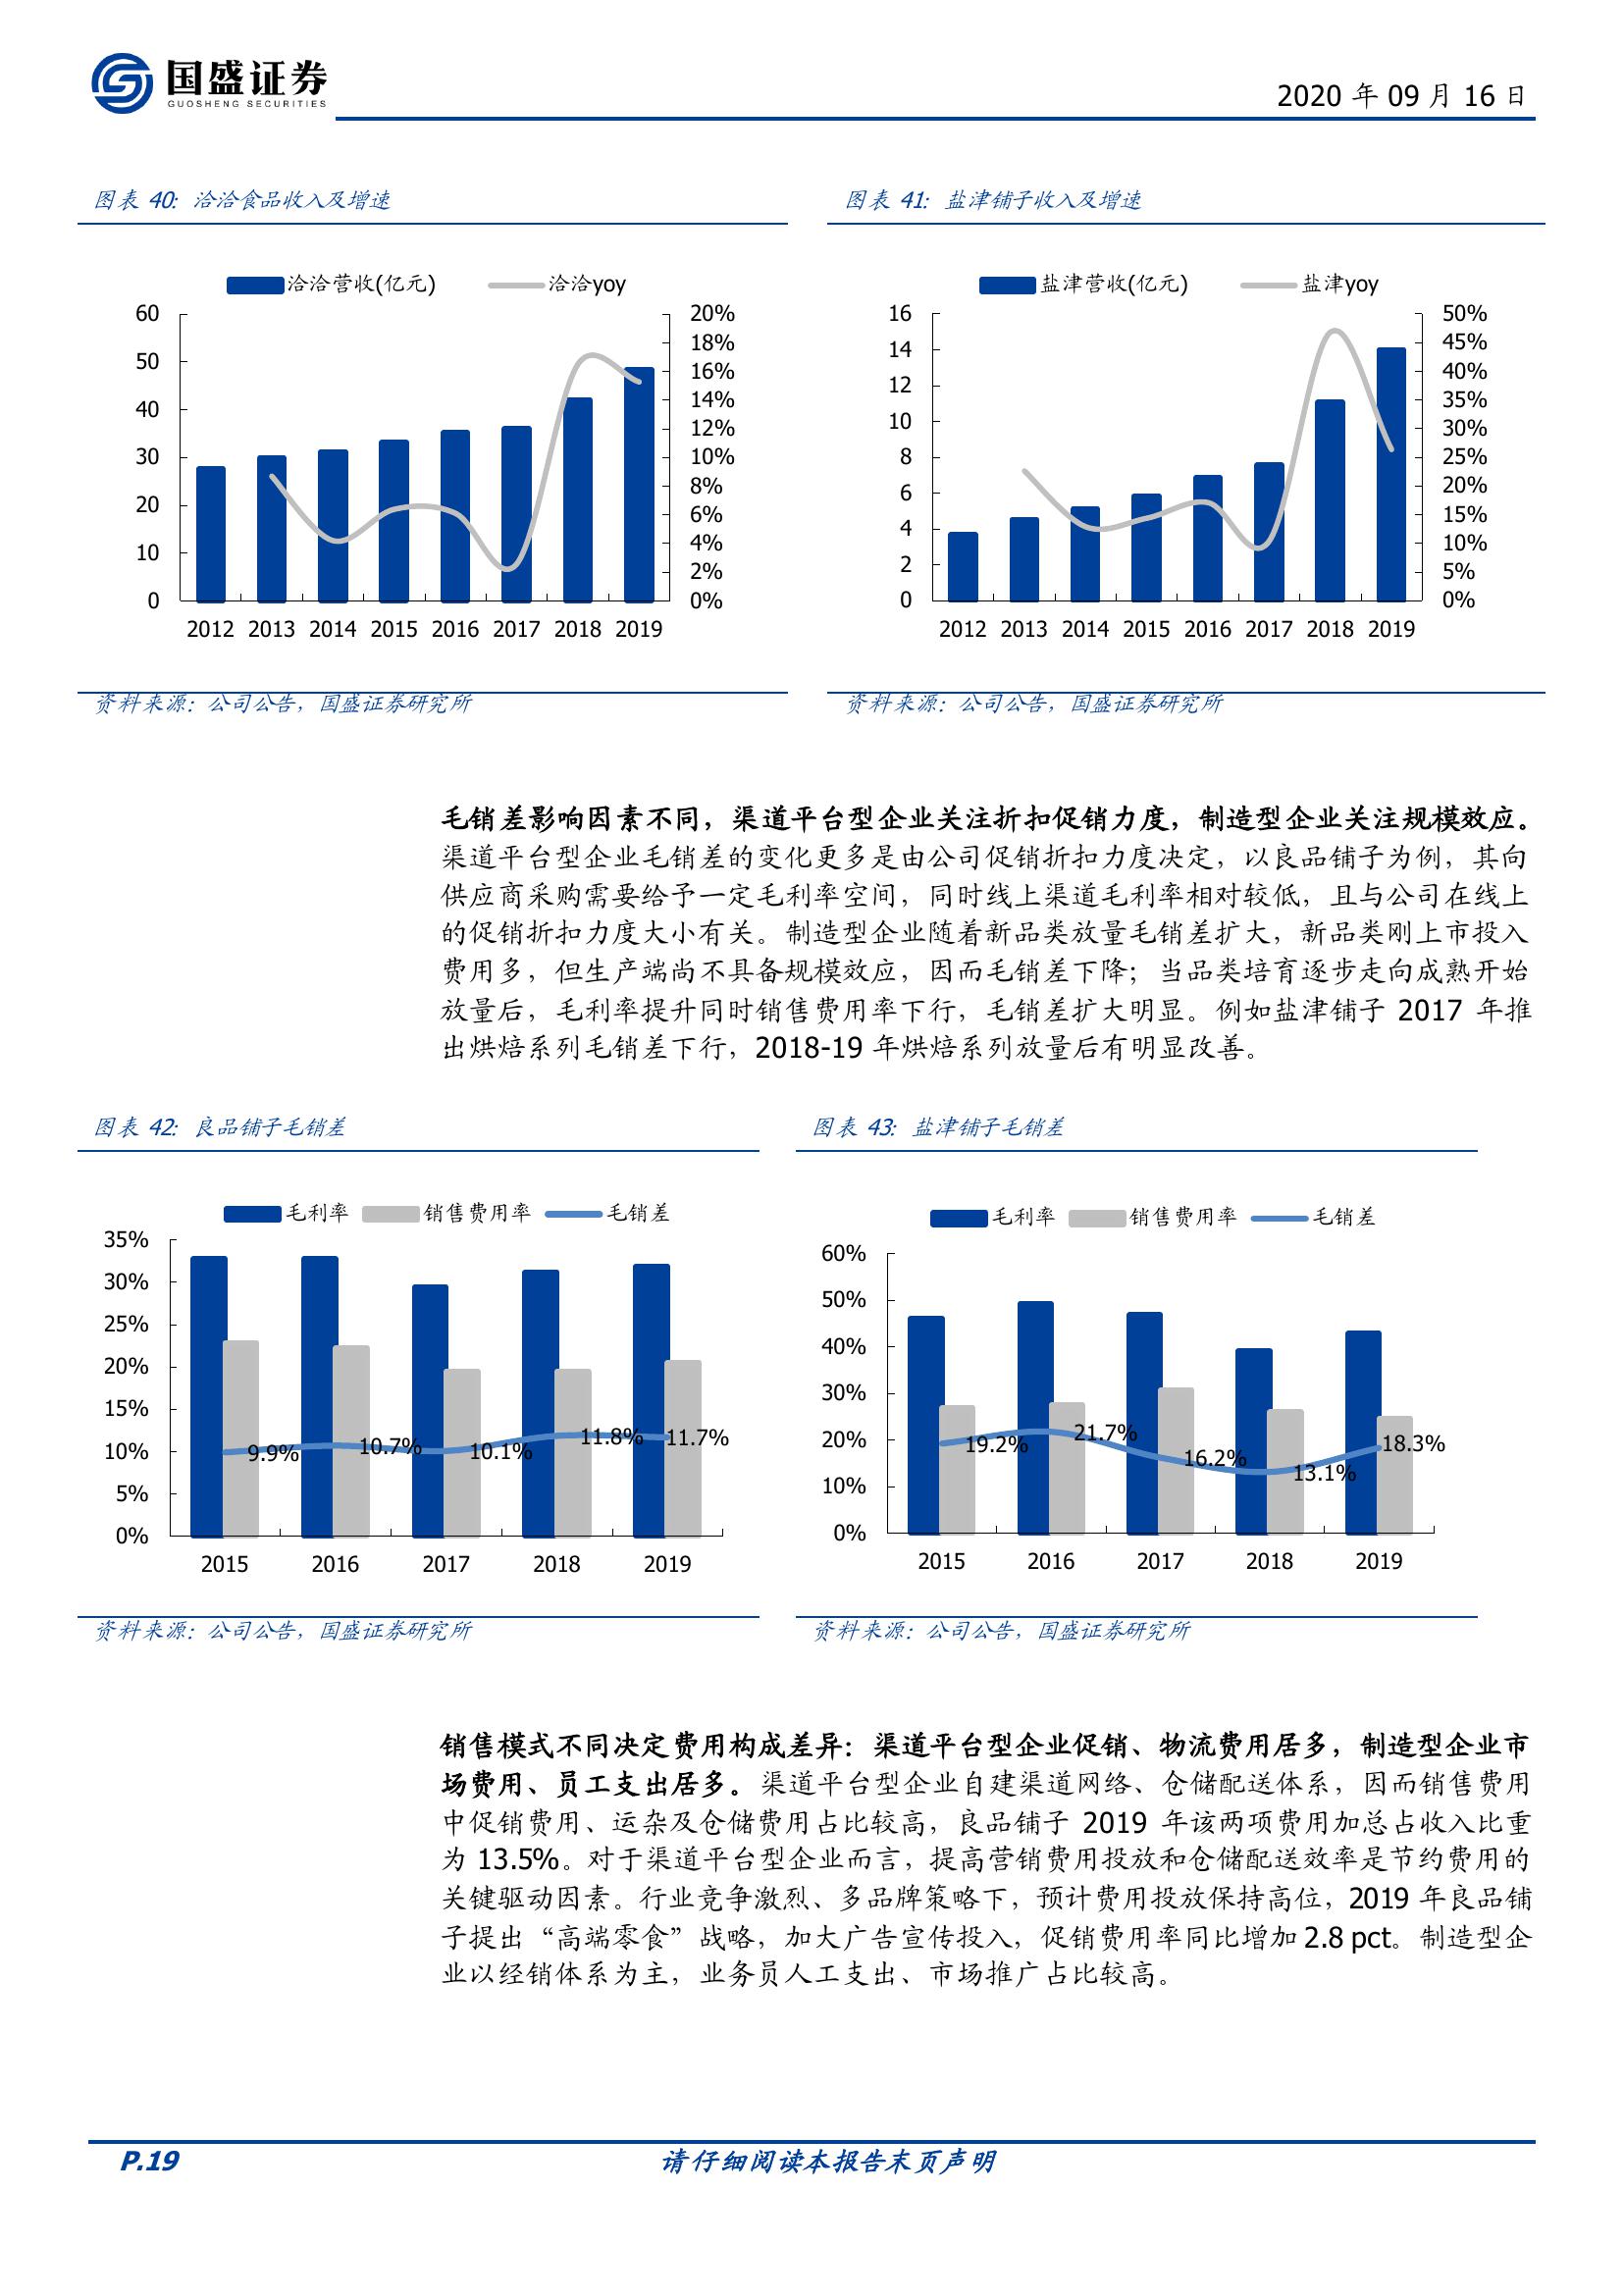 国盛证券
GUOSHENG SECURITIES
2020 年 09 月 16 日
图表 40：洽洽食品收入及增速
洽洽营收(亿元) 洽洽yoy
60
50
40
30
20
10
0
20%
18%
16%
14%
12%
10%
8%
6%
4%
2%
0%
2012 2013 2014 2015 2016 2017 2018 2019
资料来源：公司公告，国盛证券研究所
图表 41：盐津铺子收入及增速
盐津营收(亿元) 盐津yoy
16
14
12
10
8
6
4
2
0
50%
45%
40%
35%
30%
25%
20%
15%
10%
5%
0%
2012 2013 2014 2015 2016 2017 2018 2019
资料来源：公司公告，国盛证券研究所
毛销差影响因素不同，渠道平台型企业关注折扣促销力度，制造型企业关注规模效应。
渠道平台型企业毛销差的变化更多是由公司促销折扣力度决定，以良品铺子为例，其向
供应商采购需要给予一定毛利率空间，同时线上渠道毛利率相对较低，且与公司在线上
的促销折扣力度大小有关。制造型企业随着新品类放量毛销差扩大，新品类刚上市投入
费用多，但生产端尚不具备规模效应，因而毛销差下降；当品类培育逐步走向成熟开始
放量后，毛利率提升同时销售费用率下行，毛销差扩大明显。例如盐津铺子 2017 年推
出烘焙系列毛销差下行，2018-19 年烘焙系列放量后有明显改善。
图表 42：良品铺子毛销差
毛利率 销售费用率 毛销差
35%
30%
25%
20%
15%
10%
5%
0%
9.9% 10.7% 10.1% 11.8% 11.7%
2015 2016 2017 2018 2019
资料来源：公司公告，国盛证券研究所
图表 43：盐津铺子毛销差
毛利率 销售费用率 毛销差
60%
50%
40%
30%
20%
10%
0%
19.2% 21.7% 16.2% 13.1% 18.3%
2015 2016 2017 2018 2019
资料来源：公司公告，国盛证券研究所
销售模式不同决定费用构成差异：渠道平台型企业促销、物流费用居多，制造型企业市
场费用、员工支出居多。渠道平台型企业自建渠道网络、仓储配送体系，因而销售费用
中促销费用、运杂及仓储费用占比较高，良品铺子 2019 年该两项费用加总占收入比重
为 13.5%。对于渠道平台型企业而言，提高营销费用投放和仓储配送效率是节约费用的
关键驱动因素。行业竞争激烈、多品牌策略下，预计费用投放保持高位，2019 年良品铺
子提出“高端零食”战略，加大广告宣传投入，促销费用率同比增加 2.8 pct。制造型企
业以经销体系为主，业务员人工支出、市场推广占比较高。
P.19
请仔细阅读本报告末页声明